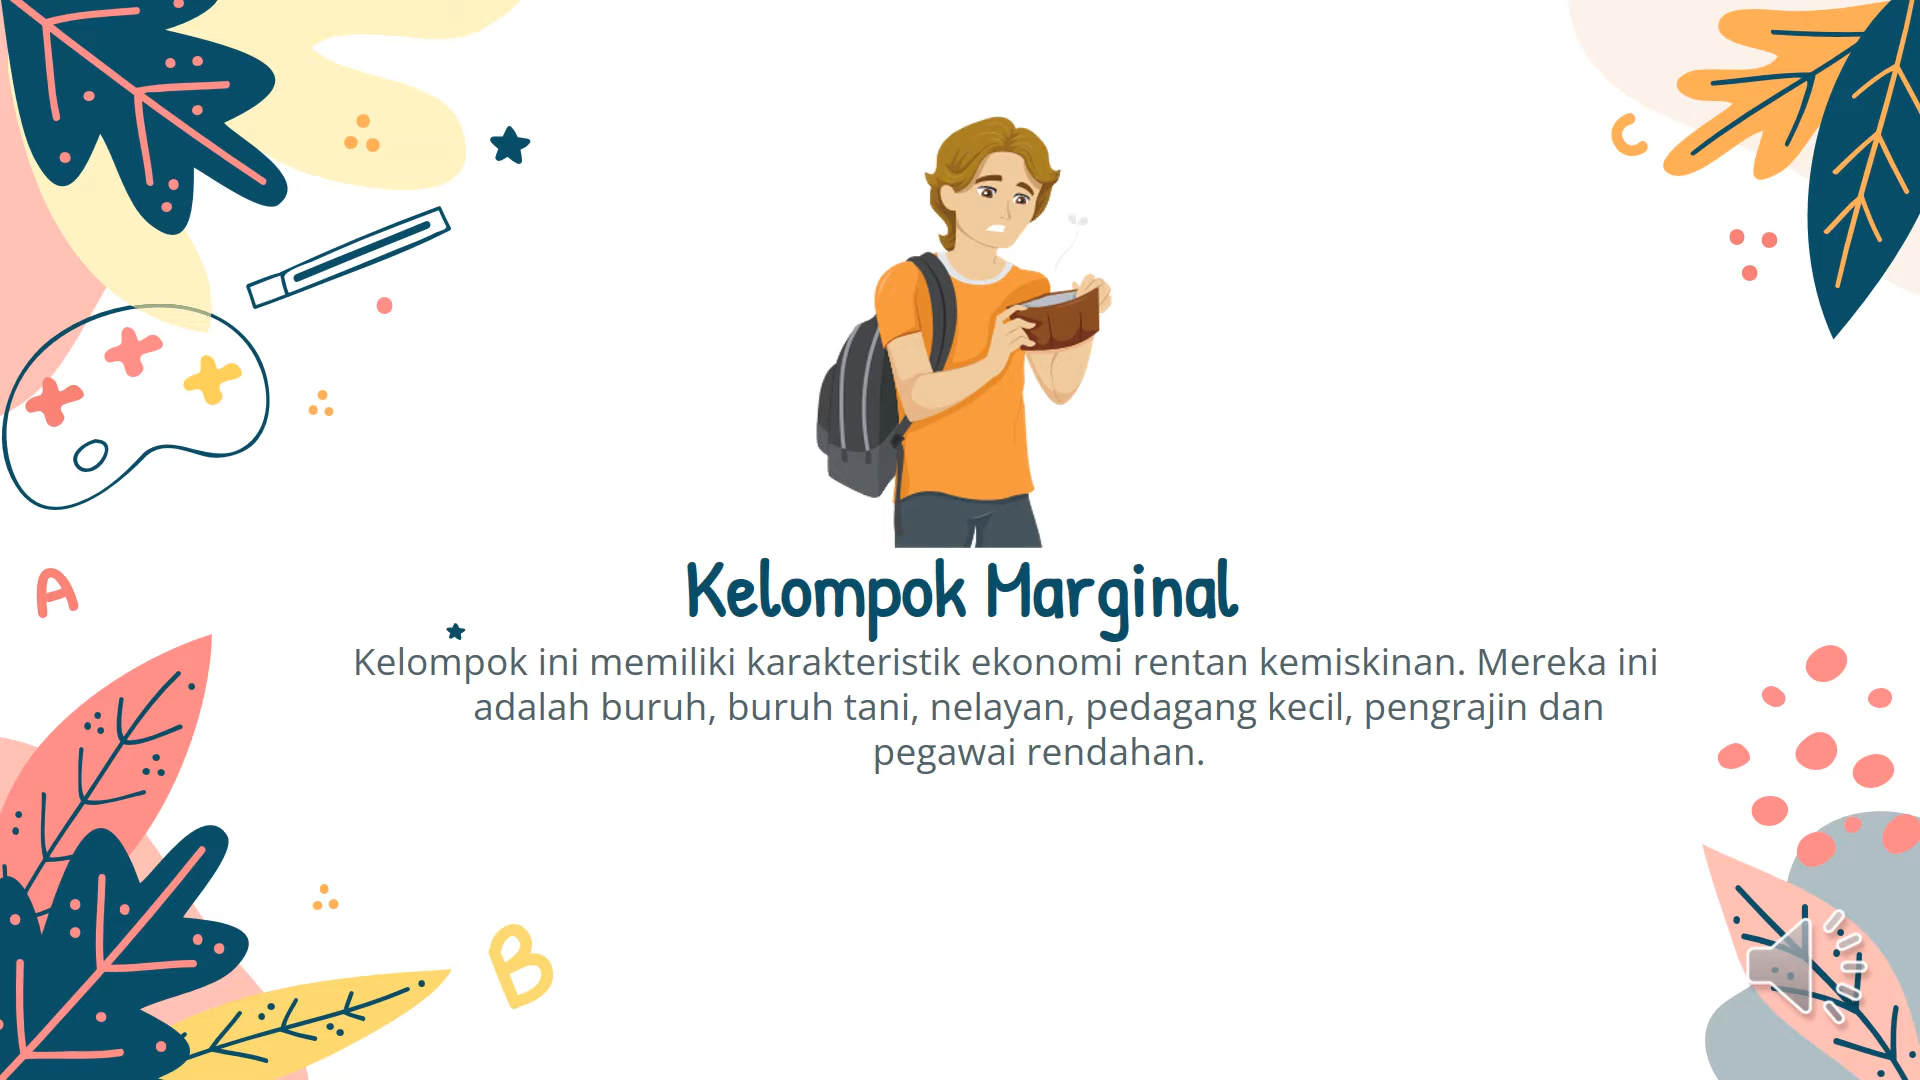 C
A
Kelompok Marginal
Kelompok ini memiliki karakteristik ekonomi rentan kemiskinan. Mereka ini
adalah buruh, buruh tani, nelayan, pedagang kecil, pengrajin dan
pegawai rendahan.
B